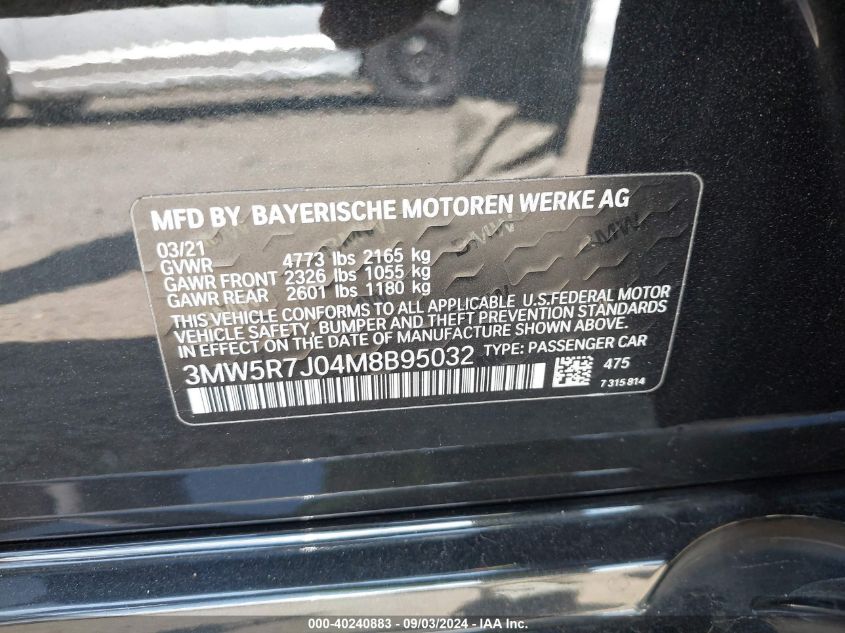 MFD BY BAYERISCHE MOTOREN WERKE AG
03/21
GVWR 4773 lbs 2165 kg
GAWR FRONT 2326 lbs 1055 kg
GAWR REAR 2601 lbs 1180 kg
THIS VEHICLE CONFORMS TO ALL APPLICABLE U.S.FEDERAL MOTOR
VEHICLE SAFETY, BUMPER AND THEFT PREVENTION STANDARDS
IN EFFECT ON THE DATE OF MANUFACTURE SHOWN ABOVE.
3MW5R7J04M8B95032 TYPE: PASSENGER CAR
475
7 315 814
000-40240883 - 09/03/2024 - IAA Inc.